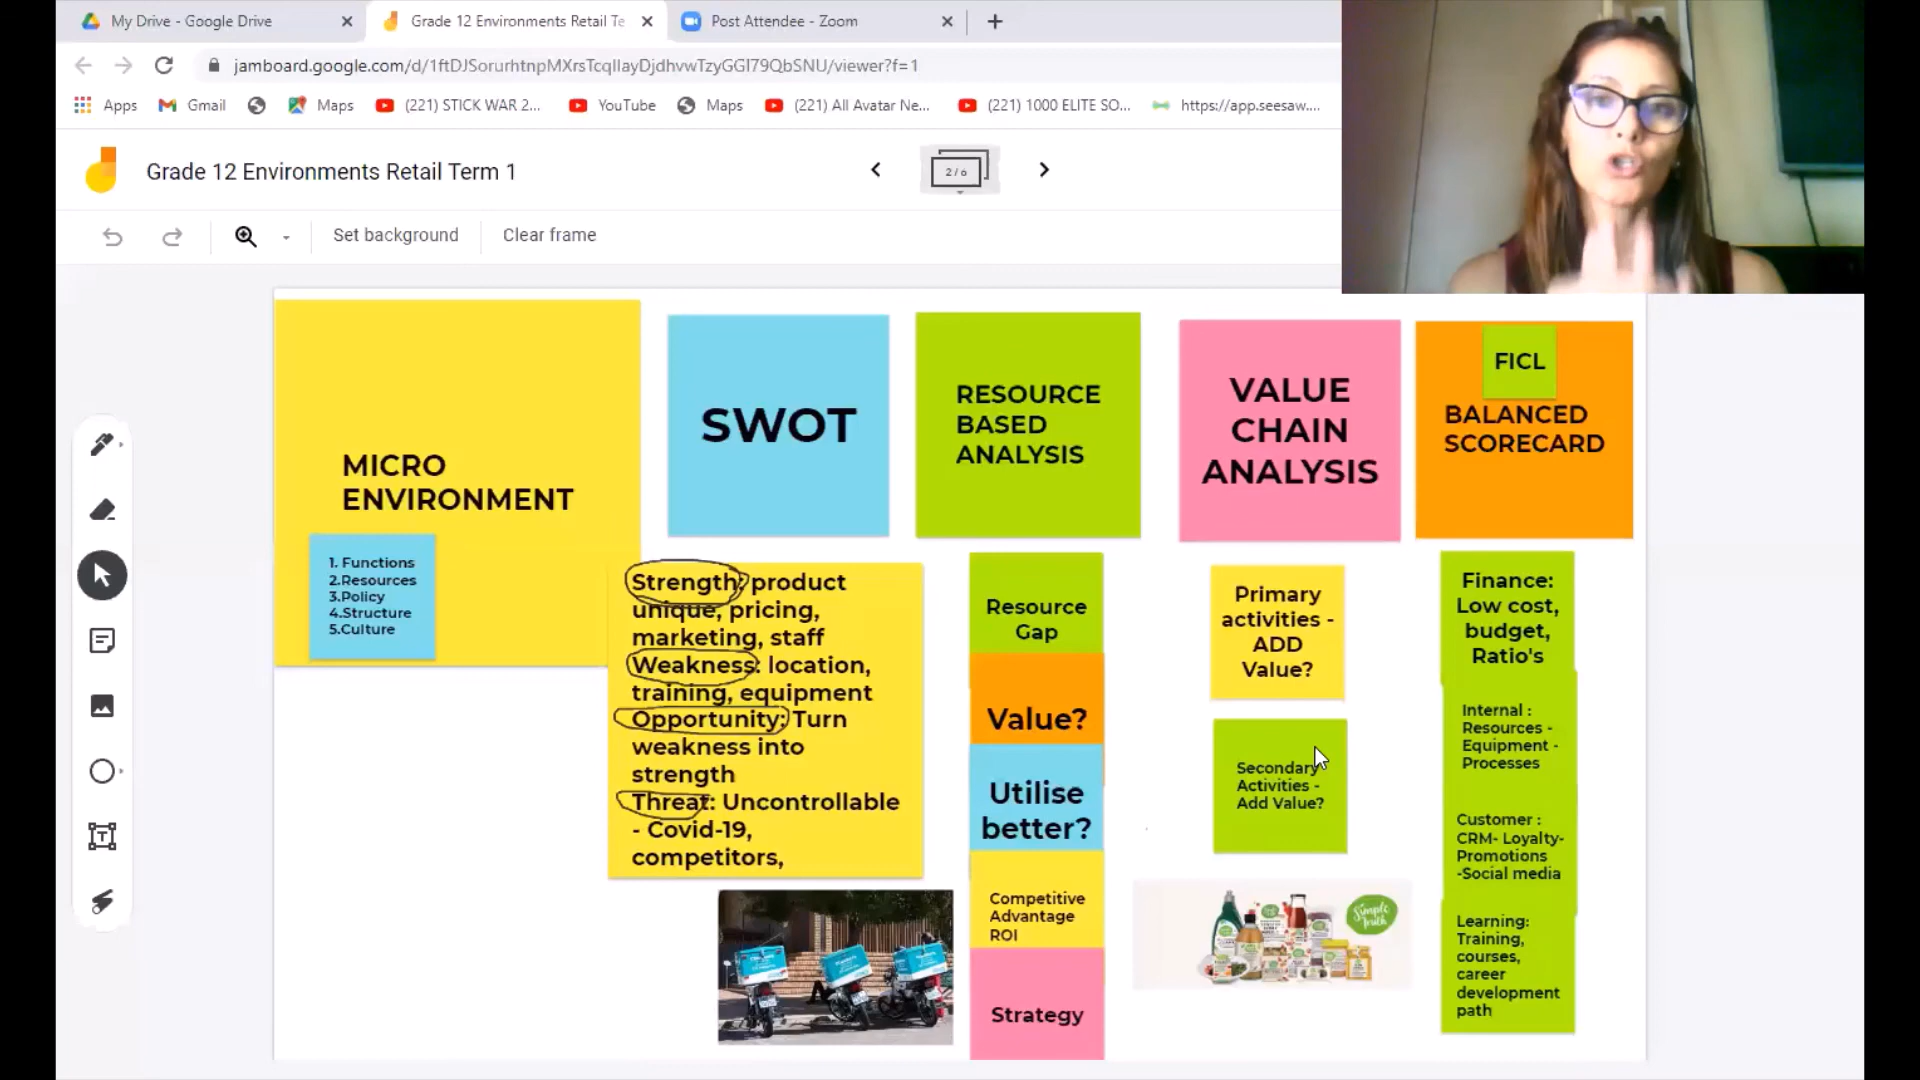 My Drive - Google Drive
Grade 12 Environments Retail Te
Post Attendee - Zoom
jamboard.google.com/d/1ftDJSorurhtnpMXrsTcqIlayDjdhvwTzyGGl79QbSNU/viewer?f=1
Apps
Gmail
Maps
(221) STICK WAR 2...
YouTube
Maps
(221) All Avatar Ne...
(221) 1000 ELITE SO...
https://app.seesaw....
Grade 12 Environments Retail Term 1
2 / 6
Set background
Clear frame
MICRO
ENVIRONMENT
1. Functions
2.Resources
3.Policy
4.Structure
5.Culture
SWOT
Strength: product
unique, pricing,
marketing, staff
Weakness: location,
training, equipment
Opportunity: Turn
weakness into
strength
Threat: Uncontrollable
- Covid-19,
competitors,
RESOURCE
BASED
ANALYSIS
Resource
Gap
Value?
Utilise
better?
Competitive
Advantage
ROI
Strategy
VALUE
CHAIN
ANALYSIS
Primary
activities -
ADD
Value?
Secondary
Activities -
Add Value?
Simple
Truth
FICL
BALANCED
SCORECARD
Finance:
Low cost,
budget,
Ratio's
Internal :
Resources -
Equipment -
Processes
Customer :
CRM- Loyalty-
Promotions
-Social media
Learning:
Training,
courses,
career
development
path